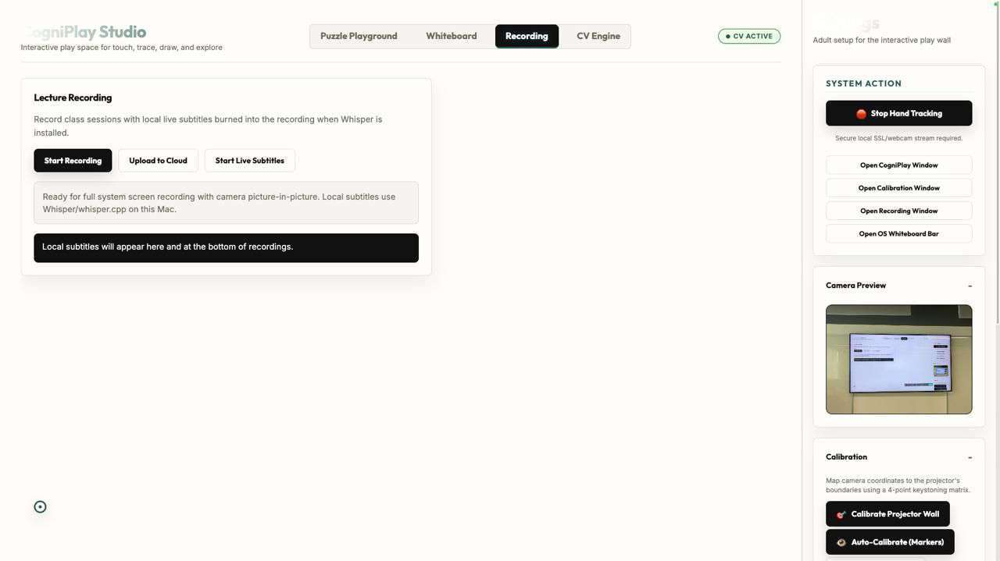 CogniPlay Studio
Interactive play space for touch, trace, draw, and explore
Puzzle Playground
Whiteboard
Recording
CV Engine
CV ACTIVE
Lecture Recording
Record class sessions with local live subtitles burned into the recording when Whisper is
installed.
Start Recording
Upload to Cloud
Start Live Subtitles
Ready for full system screen recording with camera picture-in-picture. Local subtitles use
Whisper/whisper.cpp on this Mac.
Local subtitles will appear here and at the bottom of recordings.
Adult setup for the interactive play wall
SYSTEM ACTION
Stop Hand Tracking
Secure local SSL/webcam stream required.
Open CogniPlay Window
Open Calibration Window
Open Recording Window
Open OS Whiteboard Bar
Camera Preview
–
Calibration
–
Map camera coordinates to the projector's
boundaries using a 4-point keystoning matrix.
Calibrate Projector Wall
Auto-Calibrate (Markers)